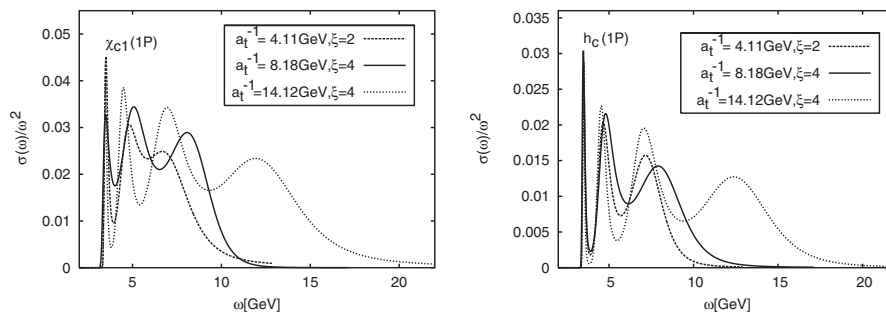 0.05
0.04
0.03
0.02
0.01
0
σ(ω)/ω²
χc1(1P)
at⁻¹= 4.11GeV,ξ=2
at⁻¹= 8.18GeV,ξ=4
at⁻¹=14.12GeV,ξ=4
5 10 15 20
ω[GeV]
0.035
0.03
0.025
0.02
0.015
0.01
0.005
0
σ(ω)/ω²
hc(1P)
at⁻¹= 4.11GeV,ξ=2
at⁻¹= 8.18GeV,ξ=4
at⁻¹=14.12GeV,ξ=4
5 10 15 20
ω[GeV]